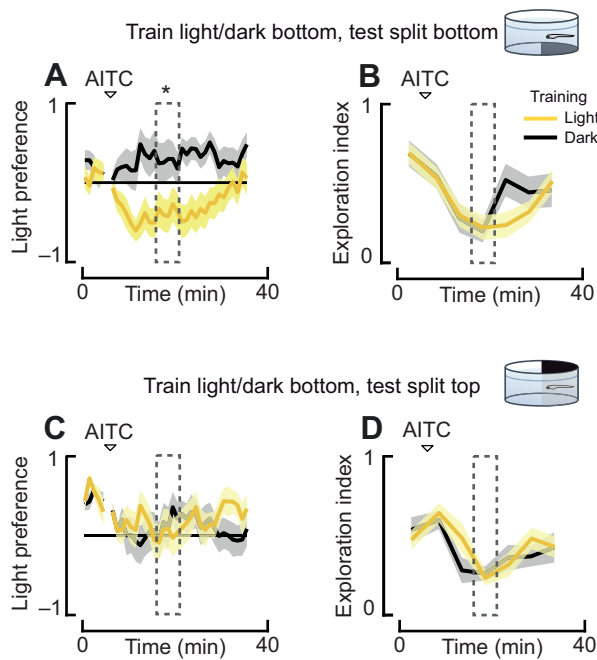 Train light/dark bottom, test split bottom
A
AITC
*
1
–1
Light preference
0
40
Time (min)
B
AITC
1
0
Exploration index
0
40
Time (min)
Training
Light
Dark
Train light/dark bottom, test split top
C
AITC
1
–1
Light preference
0
40
Time (min)
D
AITC
1
0
Exploration index
0
40
Time (min)